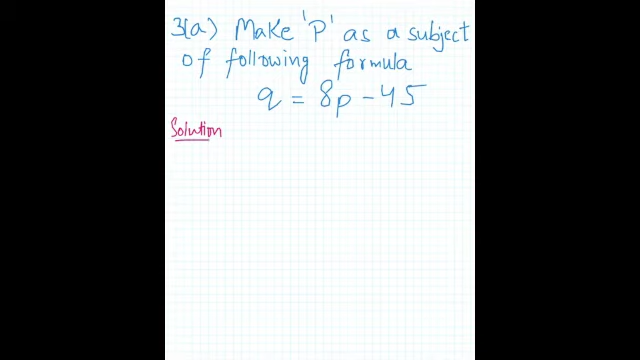 3(a) Make 'P' as a subject
of following formula
q = 8p - 45
Solution